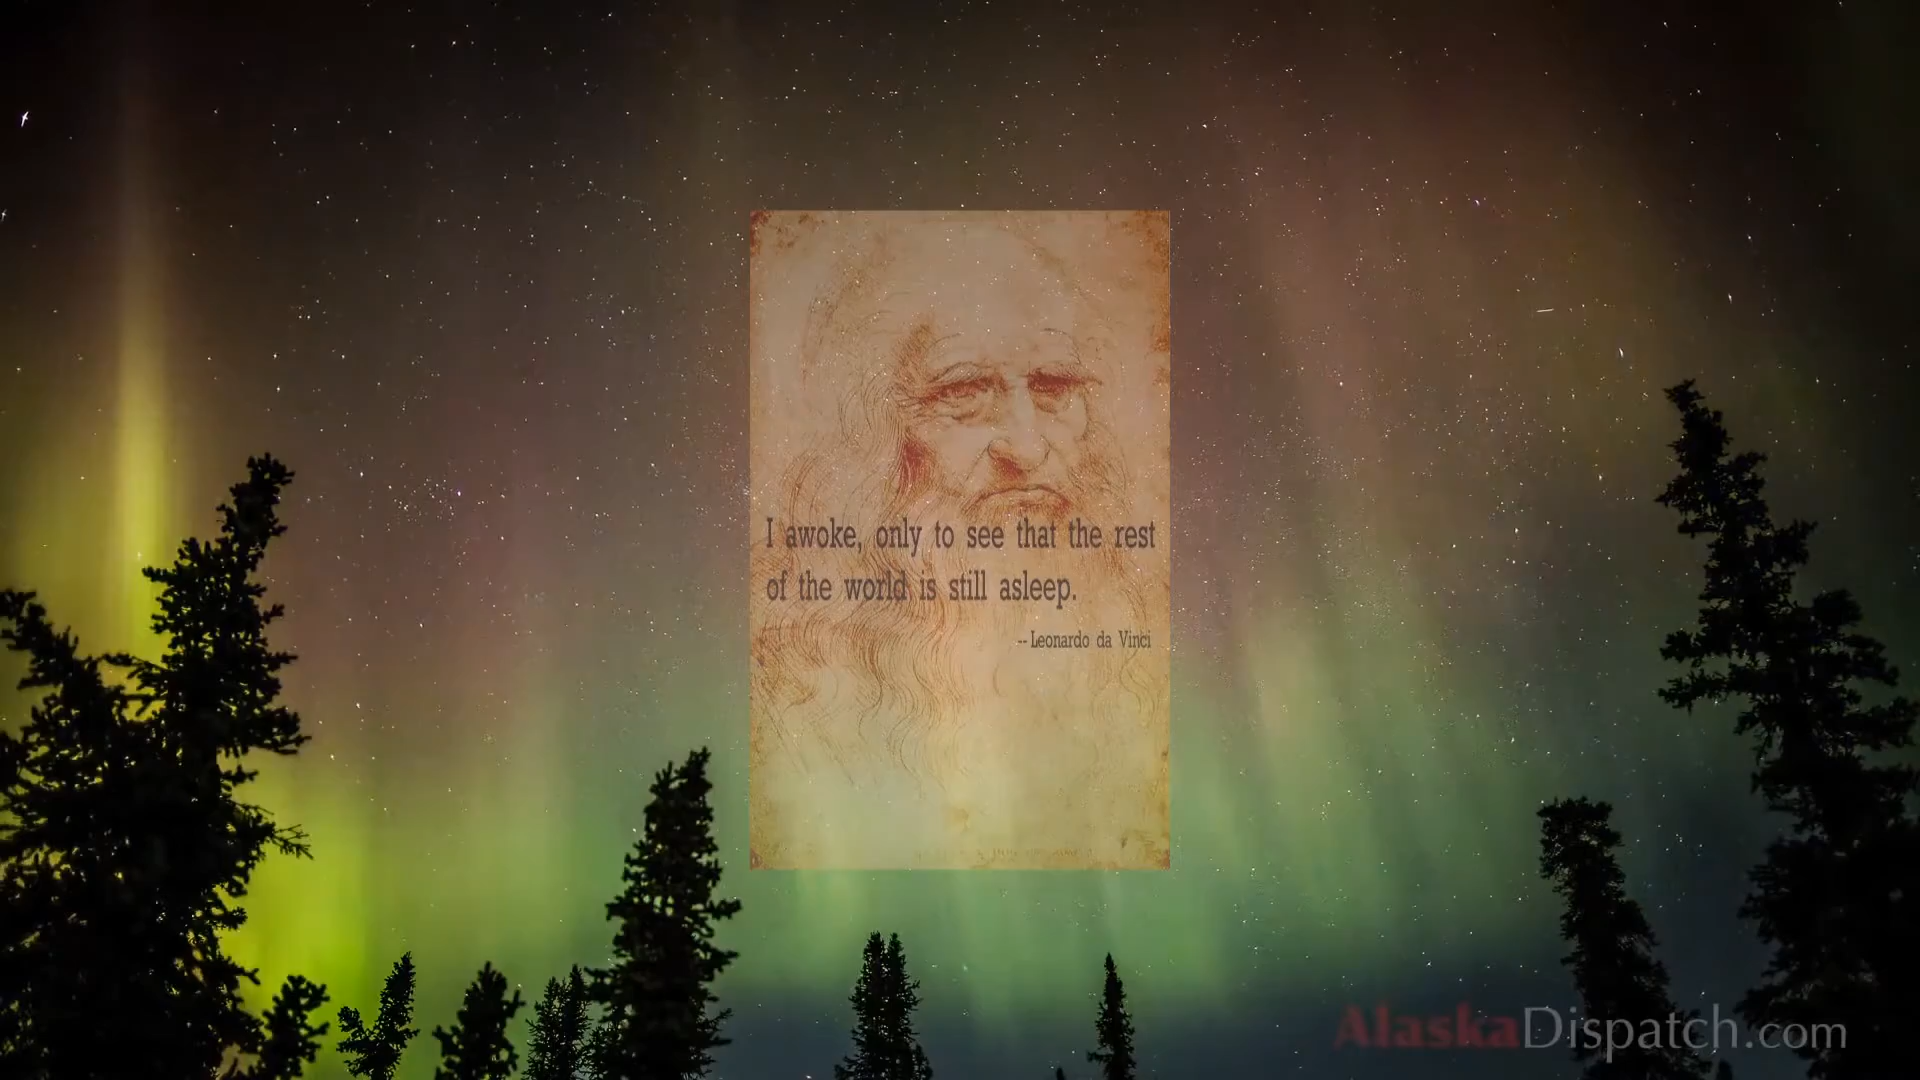 I awoke, only to see that the rest
of the world is still asleep.
-- Leonardo da Vinci
AlaskaDispatch.com